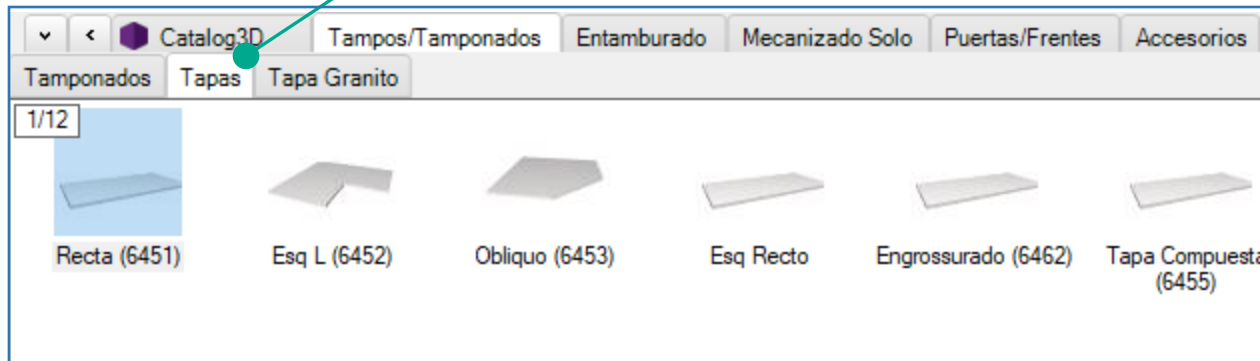 Catalog3D Tampos/Tamponados Entamburado Mecanizado Solo Puertas/Frentes Accesorios
Tamponados Tapas Tapa Granito
1/12
Recta (6451) Esq L (6452) Obliquo (6453) Esq Recto Engrossurado (6462) Tapa Compuesta
(6455)